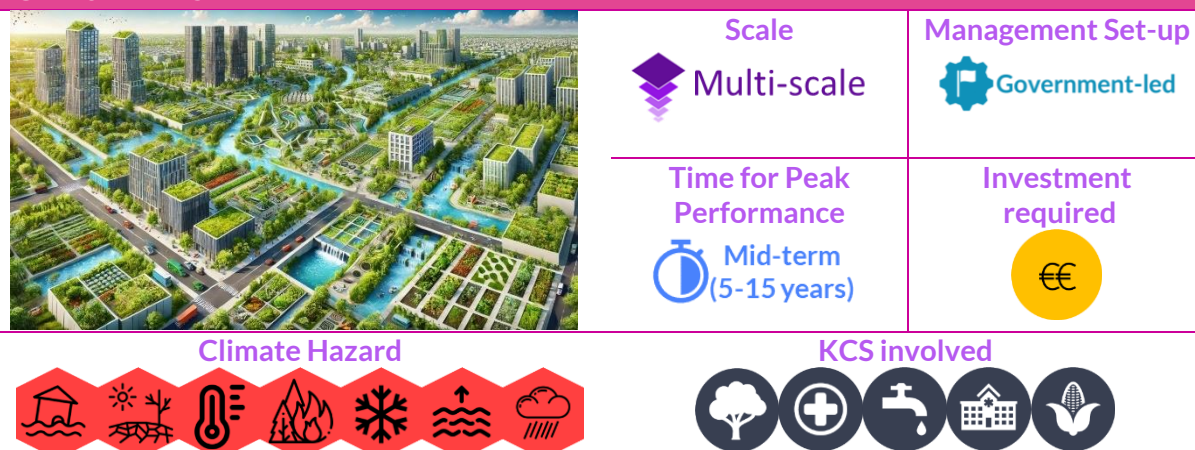 Scale
Multi-scale
Management Set-up
Government-led
Time for Peak
Performance
Mid-term
(5-15 years)
Investment
required
€€
Climate Hazard
KCS involved